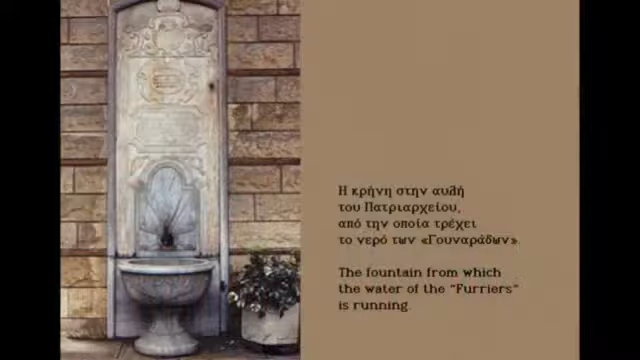 Η κρήνη στην αυλή
του Πατριαρχείου,
από την οποία τρέχει
το νερό των «Γουναράδων».
The fountain from which
the water of the "Furriers"
is running.